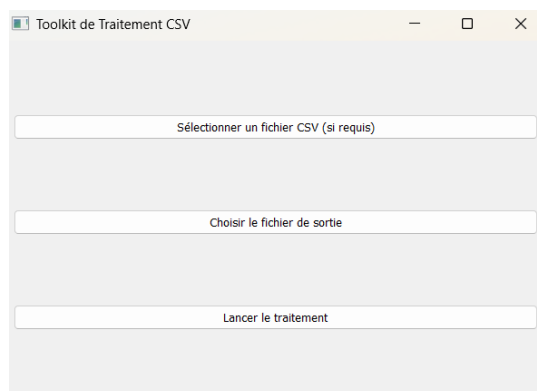 Toolkit de Traitement CSV
Sélectionner un fichier CSV (si requis)
Choisir le fichier de sortie
Lancer le traitement